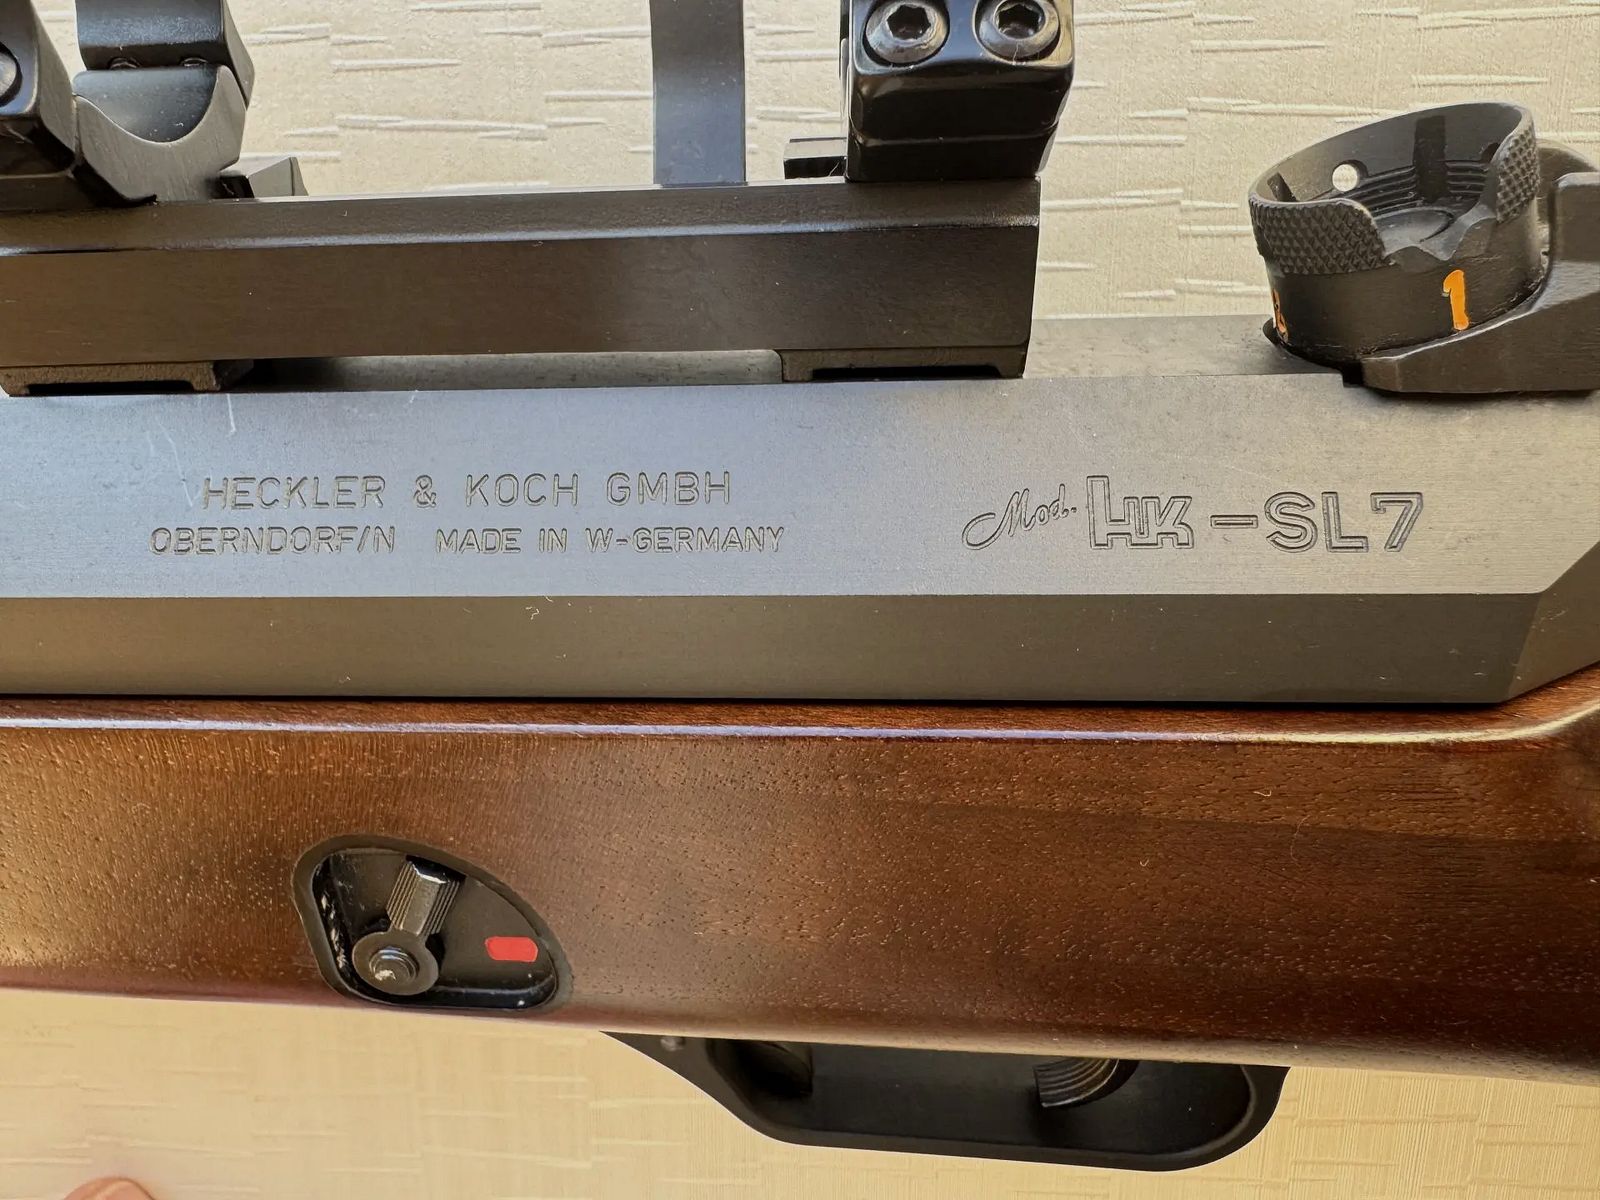 1
HECKLER & KOCH GMBH
OBERNDORF/N MADE IN W-GERMANY
Mod. HK-SL7